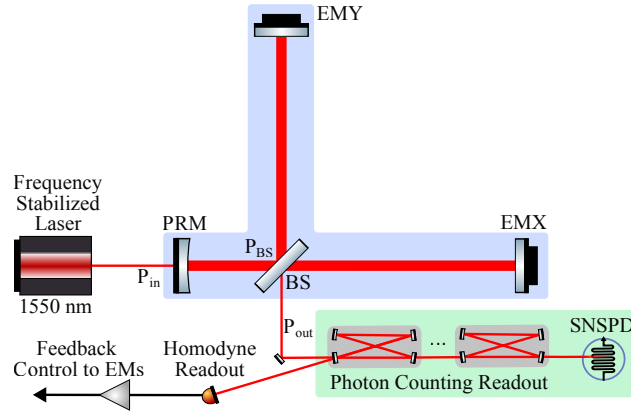 EMY
Frequency
Stabilized
Laser
PRM
EMX
P_BS
BS
P_in
1550 nm
P_out
SNSPD
...
Feedback
Control to EMs
Homodyne
Readout
Photon Counting Readout